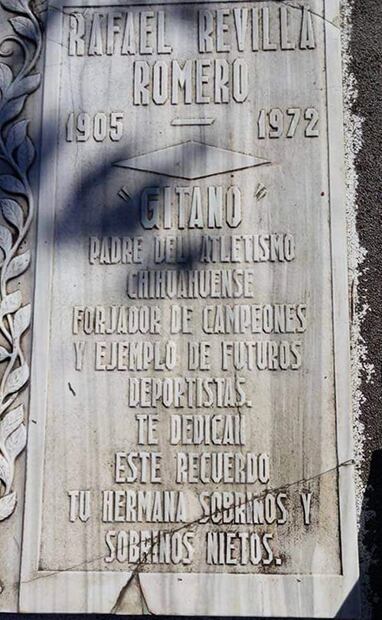 RAFAEL REVILLA
ROMERO
1905 — 1972
"GITANO"
PADRE DEL ATLETISMO
CHIHUAHUENSE
FORJADOR DE CAMPEONES
Y EJEMPLO DE FUTUROS
DEPORTISTAS.
TE DEDICAN
ESTE RECUERDO
TU HERMANA SOBRINOS Y
SOBRINOS NIETOS.